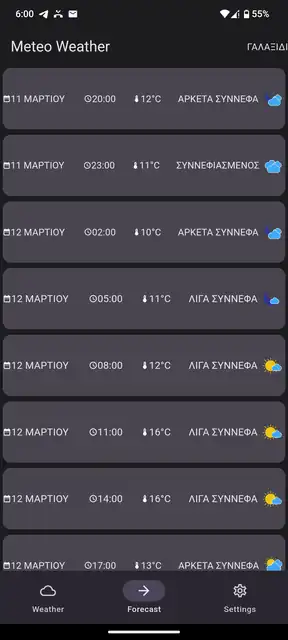 6:00 55%
Meteo Weather ΓΑΛΑΞΙΔΙ
11 ΜΑΡΤΙΟΥ 20:00 12°C ΑΡΚΕΤΑ ΣΥΝΝΕΦΑ
11 ΜΑΡΤΙΟΥ 23:00 11°C ΣΥΝΝΕΦΙΑΣΜΕΝΟΣ
12 ΜΑΡΤΙΟΥ 02:00 10°C ΑΡΚΕΤΑ ΣΥΝΝΕΦΑ
12 ΜΑΡΤΙΟΥ 05:00 11°C ΛΙΓΑ ΣΥΝΝΕΦΑ
12 ΜΑΡΤΙΟΥ 08:00 12°C ΛΙΓΑ ΣΥΝΝΕΦΑ
12 ΜΑΡΤΙΟΥ 11:00 16°C ΛΙΓΑ ΣΥΝΝΕΦΑ
12 ΜΑΡΤΙΟΥ 14:00 16°C ΛΙΓΑ ΣΥΝΝΕΦΑ
12 ΜΑΡΤΙΟΥ 17:00 13°C ΑΡΚΕΤΑ ΣΥΝΝΕΦΑ
Weather Forecast Settings